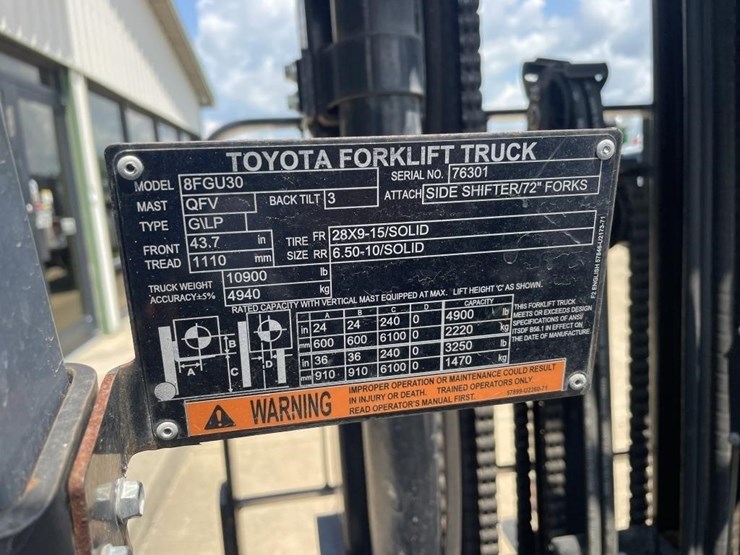 TOYOTA FORKLIFT TRUCK
MODEL 8FGU30 SERIAL NO. 76301
MAST QFV BACK TILT 3 ATTACH SIDE SHIFTER/72" FORKS
TYPE G\LP
FRONT TREAD 43.7 in 1110 mm
TIRE SIZE FR 28X9-15/SOLID
RR 6.50-10/SOLID
TRUCK WEIGHT ACCURACY±5% 10900 lb
4940 kg
RATED CAPACITY WITH VERTICAL MAST EQUIPPED AT MAX. LIFT HEIGHT 'C' AS SHOWN.
A B C D CAPACITY
in 24 24 240 0 4900 lb
mm 600 600 6100 0 2220 kg
in 36 36 240 0 3250 lb
mm 910 910 6100 0 1470 kg
A B C D
THIS FORKLIFT TRUCK
MEETS OR EXCEEDS DESIGN
SPECIFICATIONS OF ANSI/
ITSDF B56.1 IN EFFECT ON
THE DATE OF MANUFACTURE
WARNING
IMPROPER OPERATION OR MAINTENANCE COULD RESULT
IN INJURY OR DEATH. TRAINED OPERATORS ONLY
READ OPERATOR'S MANUAL FIRST.